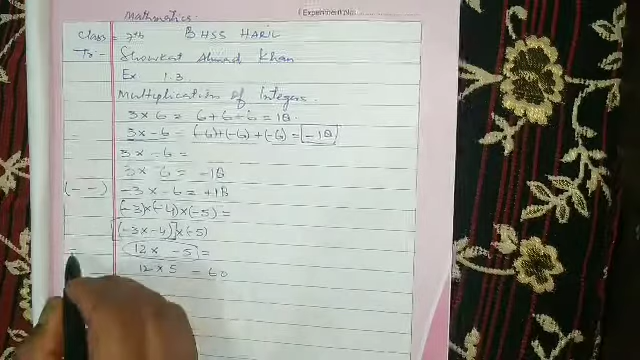 Mathematics.
Experiment No.
Class = 7th BHSS HARIL
Tr:- Showkat Ahmad Khan
Ex 1.3.
Multiplication of Integers.
3 × 6 = 6+6+6 = 18
3 × -6 = (-6)+(-6)+(-6) = -18
3 × -6 =
3 × 6 = -18
(- -) -3 × -6 = +18
(-3)×(-4)×(-5) =
[(-3×-4]×(-5)
= 12 × -5 =
12 × 5 = 60